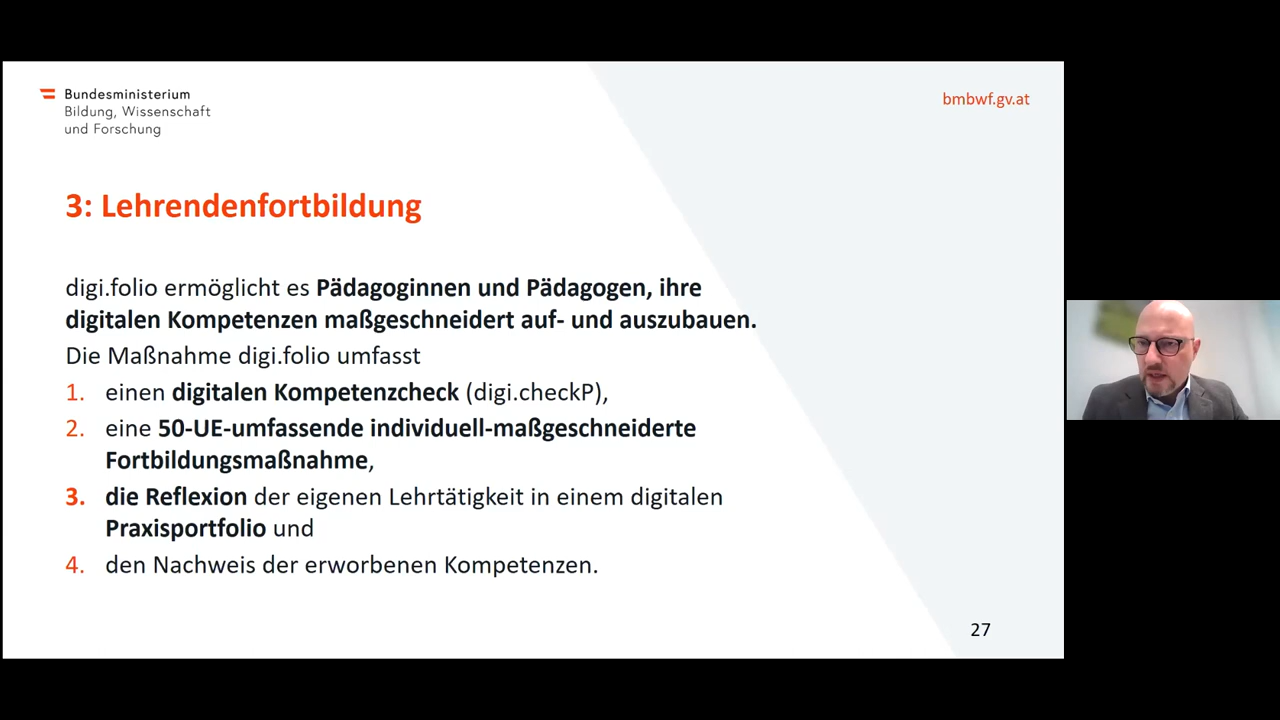 Bundesministerium
Bildung, Wissenschaft
und Forschung
bmbwf.gv.at
3: Lehrendenfortbildung
digi.folio ermöglicht es Pädagoginnen und Pädagogen, ihre
digitalen Kompetenzen maßgeschneidert auf- und auszubauen.
Die Maßnahme digi.folio umfasst
1. einen digitalen Kompetenzcheck (digi.checkP),
2. eine 50-UE-umfassende individuell-maßgeschneiderte
Fortbildungsmaßnahme,
3. die Reflexion der eigenen Lehrtätigkeit in einem digitalen
Praxisportfolio und
4. den Nachweis der erworbenen Kompetenzen.
27